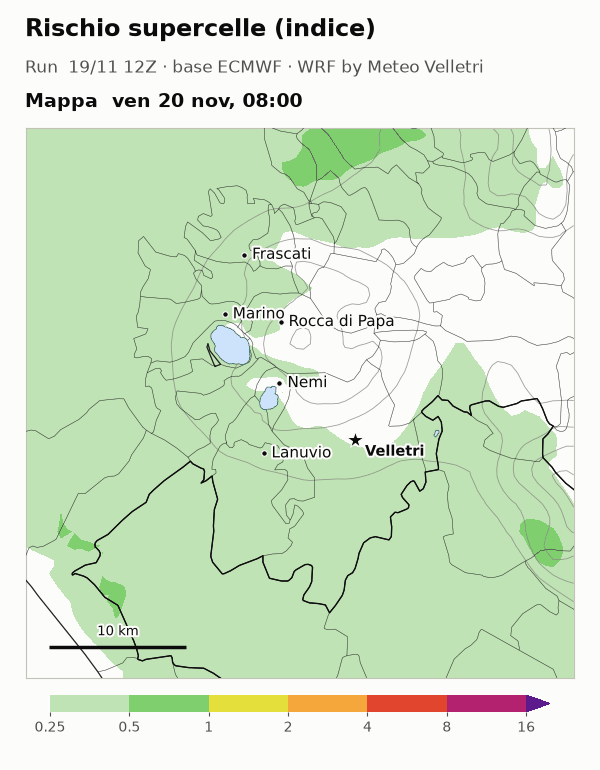 Rischio supercelle (indice)
Run 19/11 12Z · base ECMWF · WRF by Meteo Velletri
Mappa ven 20 nov, 08:00
Frascati
Marino
Rocca di Papa
Nemi
Velletri
Lanuvio
10 km
0.25 0.5 1 2 4 8 16